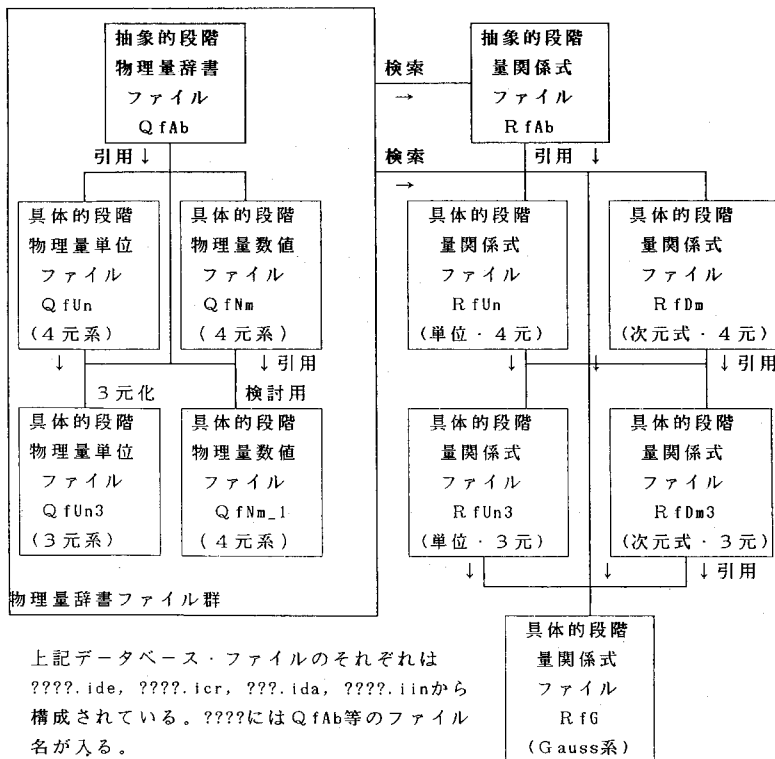 抽象的段階
物理量辞書
ファイル
QfAb
検索
→
抽象的段階
量関係式
ファイル
RfAb
引用↓
検索
→
引用 ↓
具体的段階
物理量単位
ファイル
QfUn
(4元系)
具体的段階
物理量数値
ファイル
QfNm
(4元系)
具体的段階
量関係式
ファイル
RfUn
(単位・4元)
具体的段階
量関係式
ファイル
RfDm
(次元式・4元)
↓
↓引用
↓
↓
↓引用
3元化
検討用
具体的段階
物理量単位
ファイル
QfUn3
(3元系)
具体的段階
物理量数値
ファイル
QfNm_1
(4元系)
具体的段階
量関係式
ファイル
RfUn3
(単位・3元)
具体的段階
量関係式
ファイル
RfDm3
(次元式・3元)
↓
↓
↓引用
物理量辞書ファイル群
具体的段階
量関係式
ファイル
RfG
(Gauss系)
上記データベース・ファイルのそれぞれは
????.ide, ????.icr, ???.ida, ????.iinから
構成されている。????にはQfAb等のファイル
名が入る。